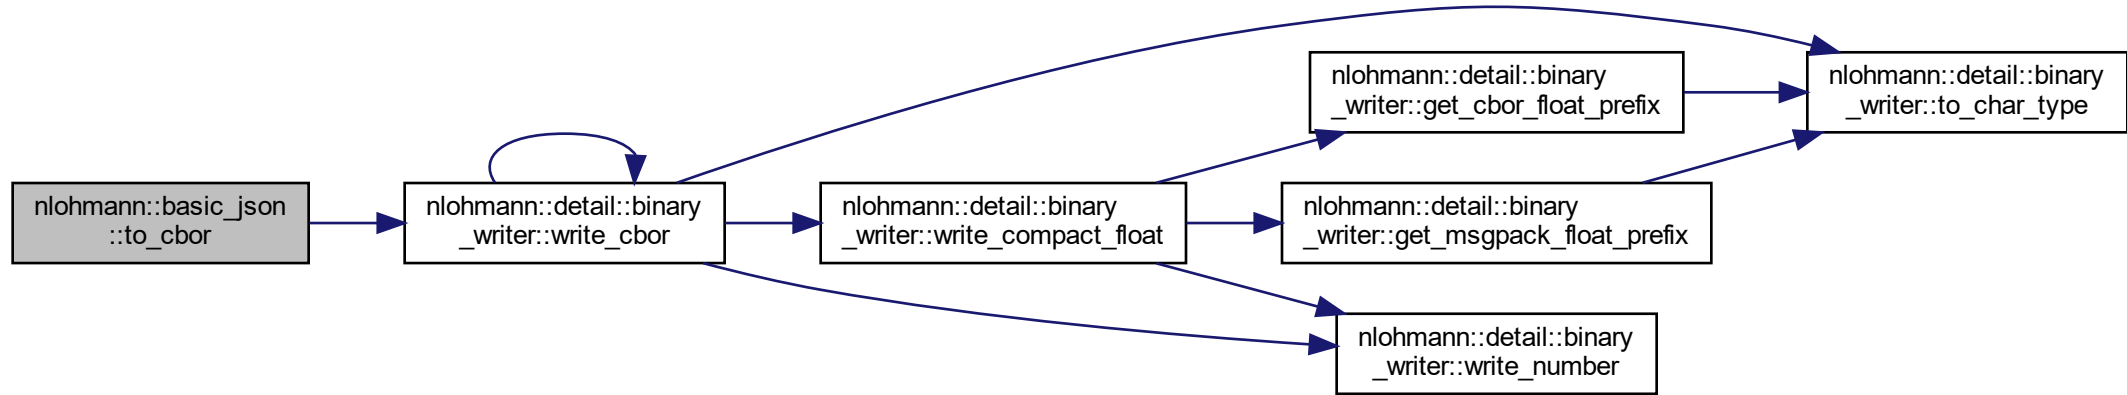 nlohmann::basic_json
::to_cbor
nlohmann::detail::binary
_writer::write_cbor
nlohmann::detail::binary
_writer::write_compact_float
nlohmann::detail::binary
_writer::get_cbor_float_prefix
nlohmann::detail::binary
_writer::get_msgpack_float_prefix
nlohmann::detail::binary
_writer::write_number
nlohmann::detail::binary
_writer::to_char_type